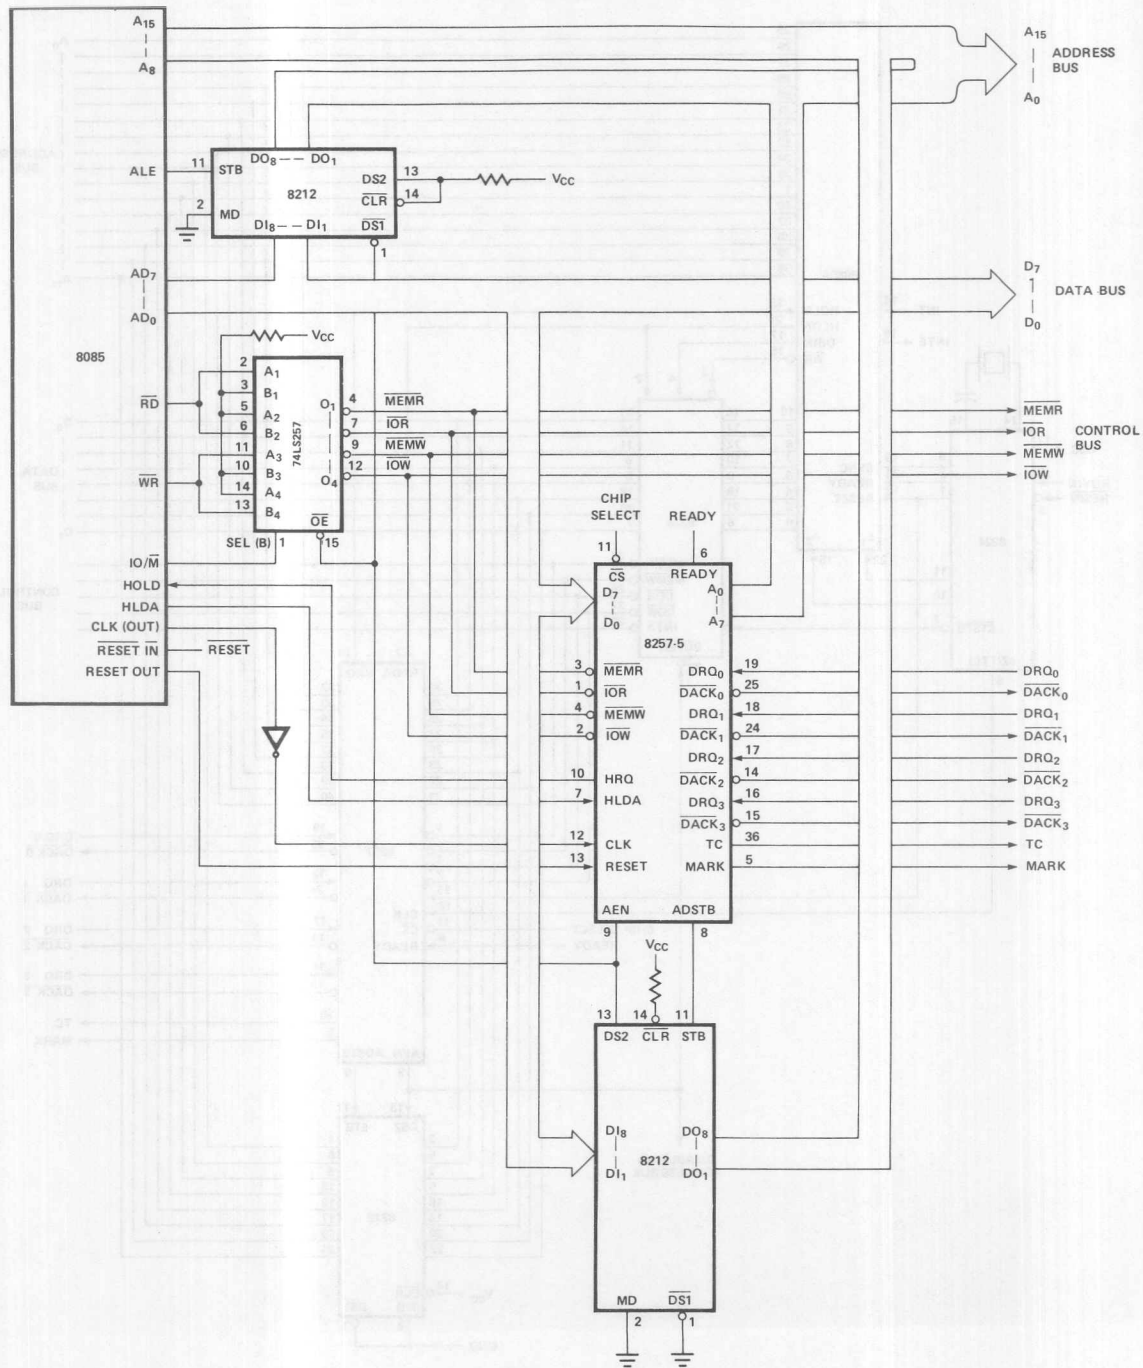 A15
A8
A15
ADDRESS
BUS
A0
ALE
11
STB
DO8
DO1
8212
DS2
13
CLR
14
VCC
2
MD
DI8
DI1
DS1
1
AD7
AD0
D7
DATA BUS
D0
8085
VCC
RD
2
A1
3
B1
5
A2
6
B2
WR
11
A3
10
B3
14
A4
13
B4
74LS257
O1
O4
4
MEMR
7
IOR
9
MEMW
12
IOW
OE
15
SEL (B)
1
MEMR
IOR
CONTROL
BUS
MEMW
IOW
IO/M
HOLD
HLDA
CLK (OUT)
RESET IN
RESET
RESET OUT
CHIP
SELECT
READY
11
6
CS
READY
D7
D0
A0
A7
8257-5
3
MEMR
1
IOR
4
MEMW
2
IOW
10
HRQ
7
HLDA
12
CLK
13
RESET
DRQ0
19
DRQ0
DACK0
25
DACK0
DRQ1
18
DRQ1
DACK1
24
DACK1
DRQ2
17
DRQ2
DACK2
14
DACK2
DRQ3
16
DRQ3
DACK3
15
DACK3
TC
36
TC
MARK
5
MARK
AEN
ADSTB
9
8
VCC
13
14
11
DS2
CLR
STB
DI8
DI1
DO8
DO1
8212
MD
DS1
2
1